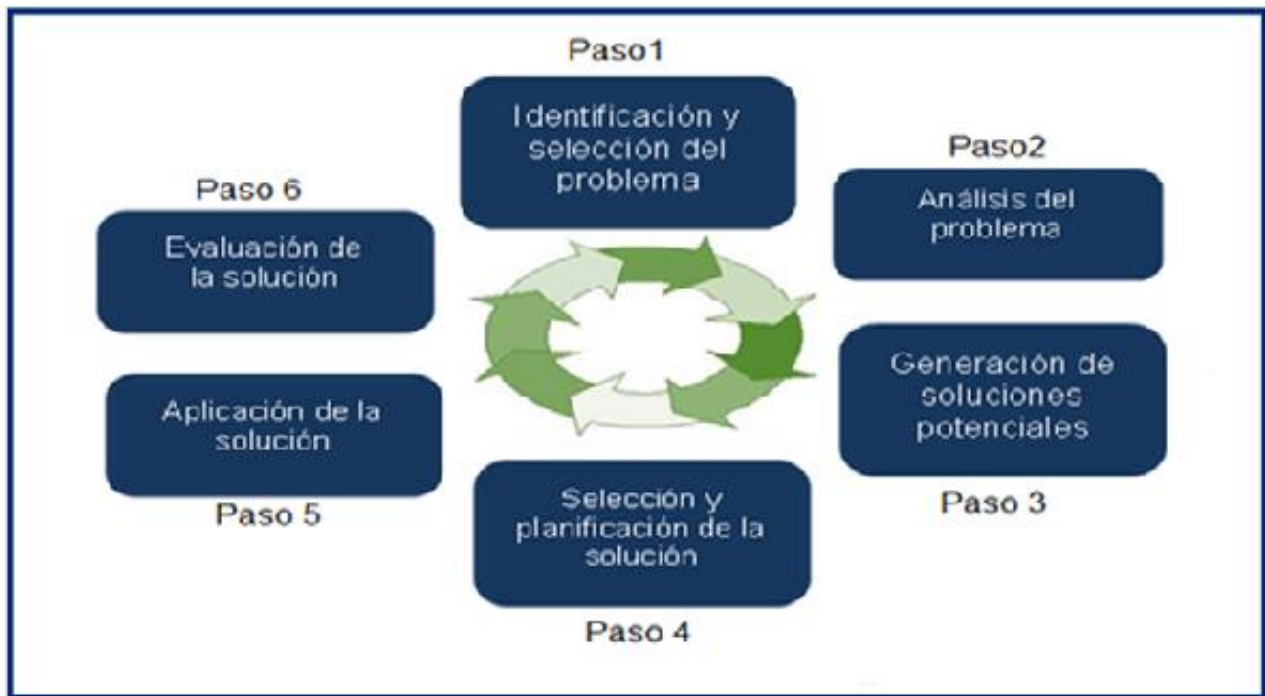 Paso1
Identificación y
selección del
problema
Paso2
Análisis del
problema
Generación de
soluciones
potenciales
Paso 3
Selección y
planificación de la
solución
Paso 4
Aplicación de la
solución
Paso 5
Paso 6
Evaluación de
la solución